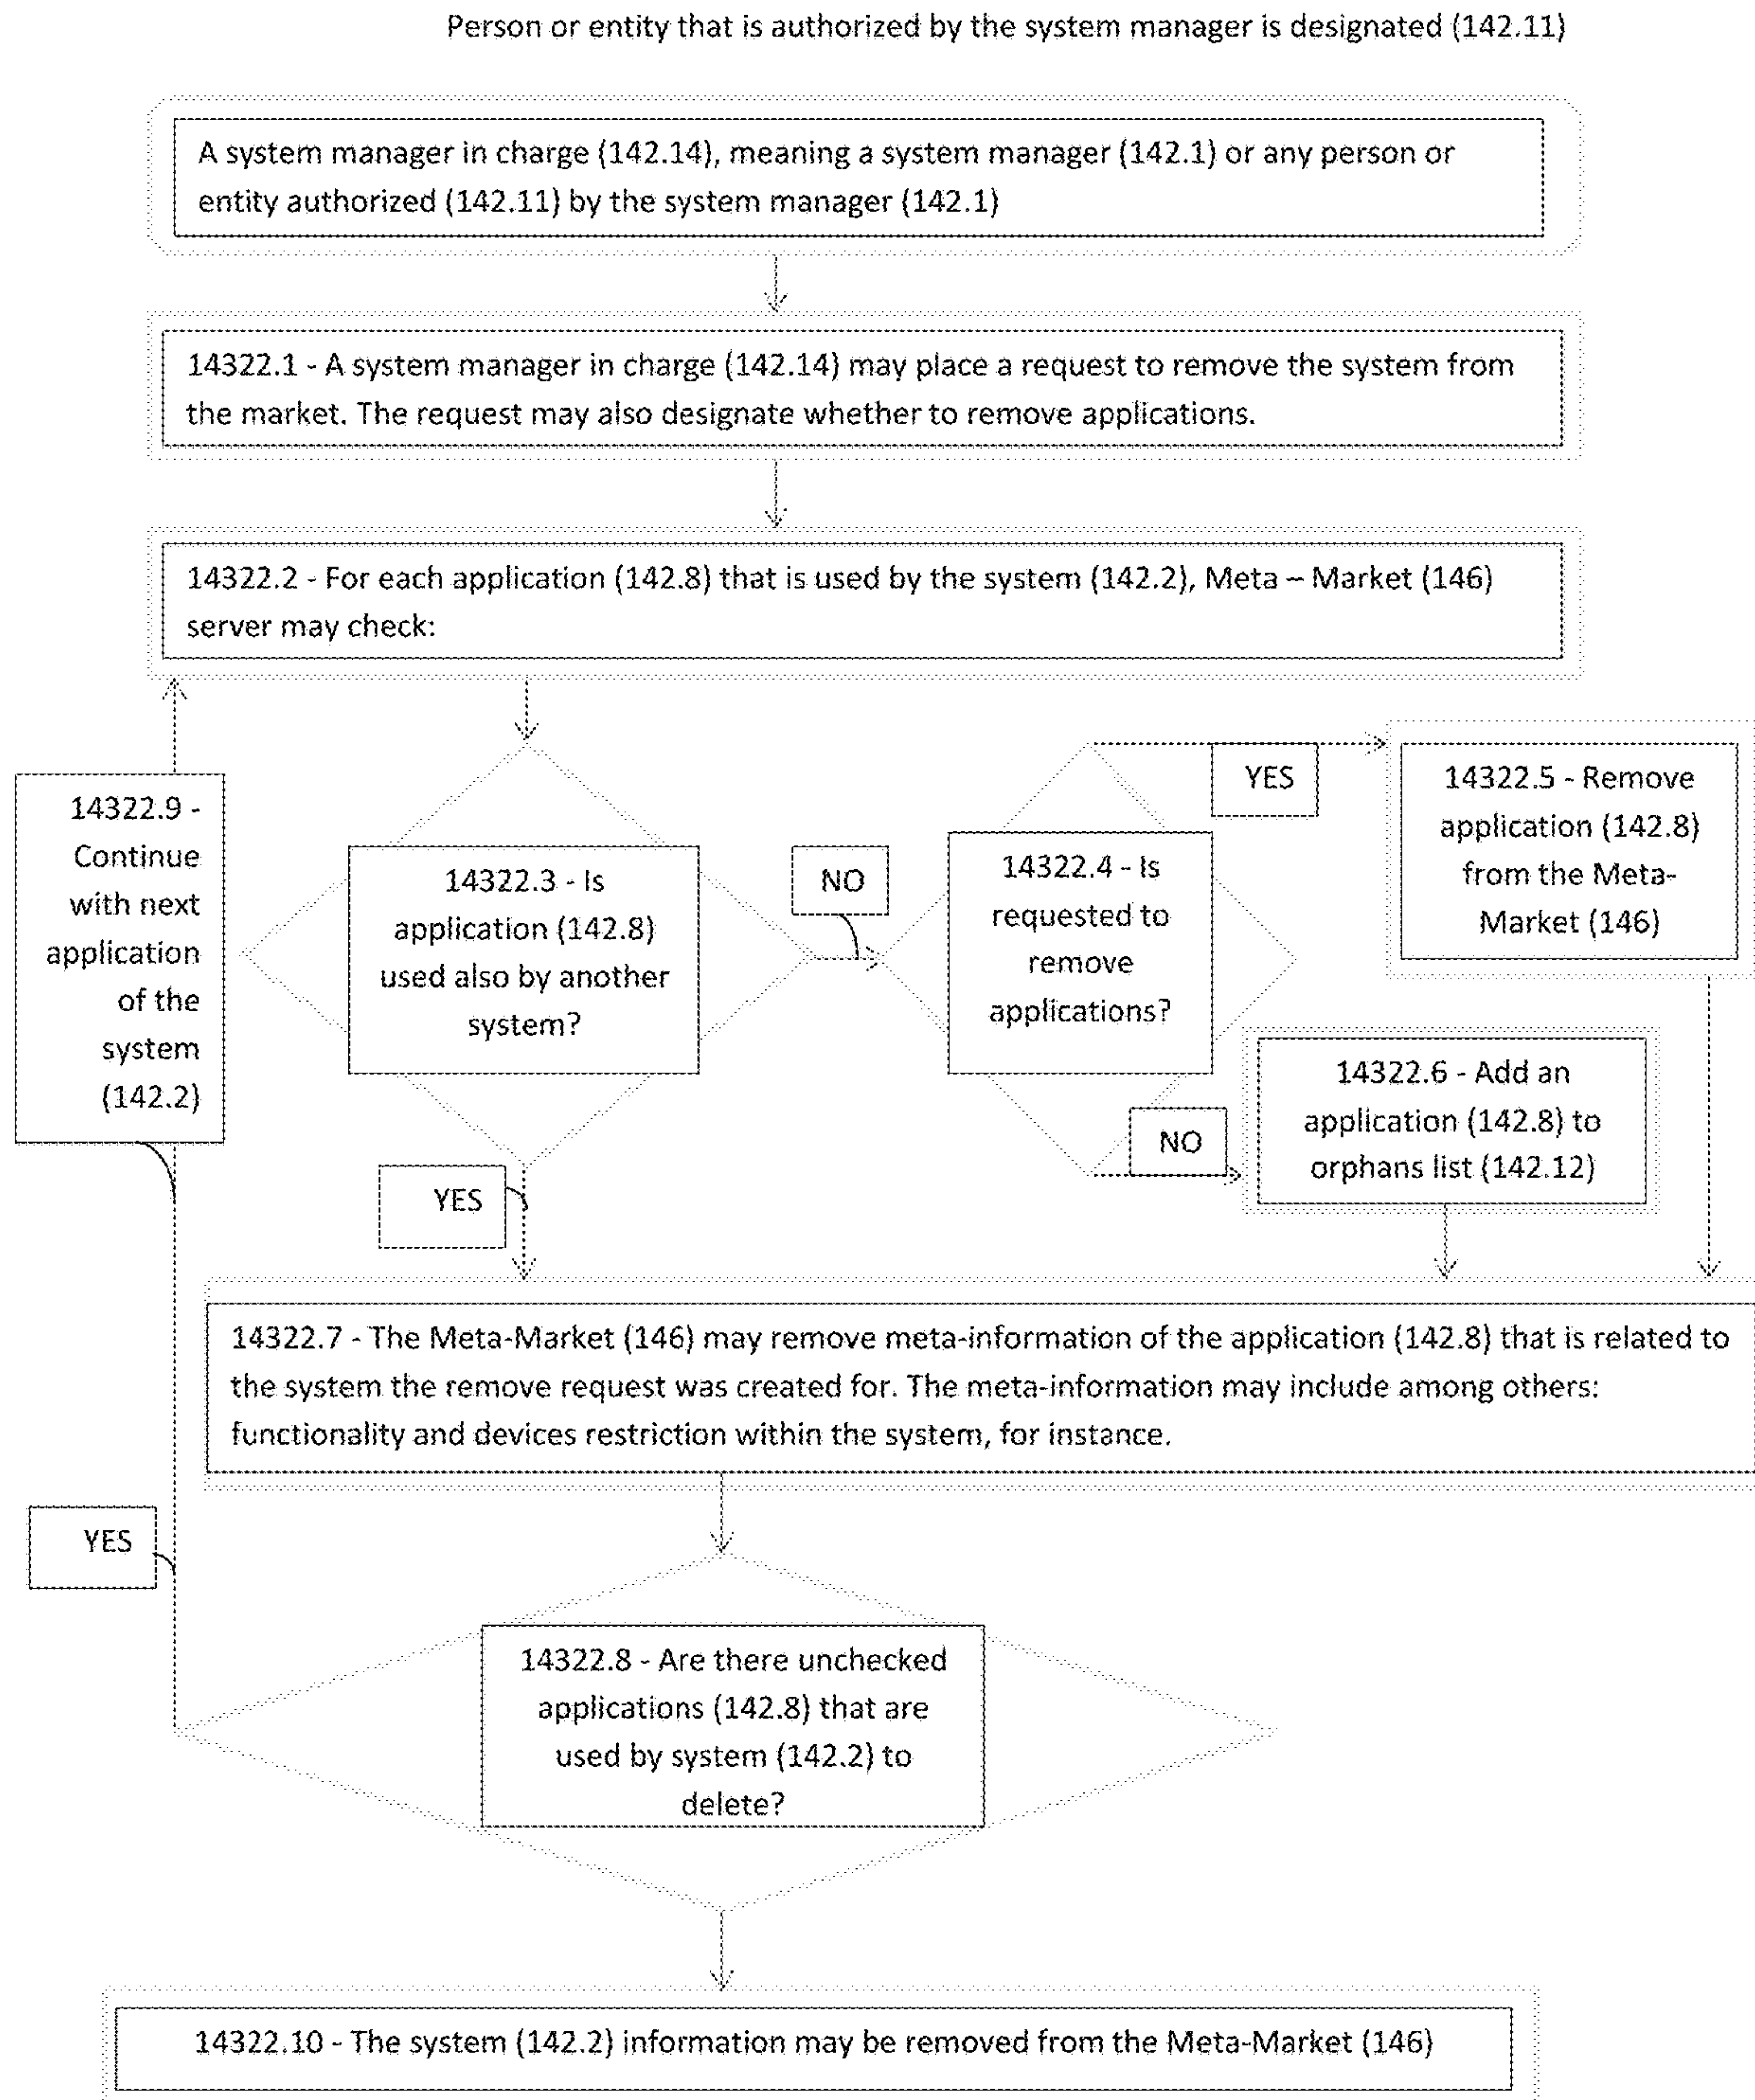 Person or entity that is authorized by the system manager is designated (142.11)
A system manager in charge (142.14), meaning a system manager (142.1) or any person or
entity authorized (142.11) by the system manager (142.1)
14322.1 - A system manager in charge (142.14) may place a request to remove the system from
the market. The request may also designate whether to remove applications.
14322.2 - For each application (142.8) that is used by the system (142.2), Meta – Market (146)
server may check:
14322.9 -
Continue
with next
application
of the
system
(142.2)
14322.3 - Is
application (142.8)
used also by another
system?
NO
14322.4 - Is
requested to
remove
applications?
YES
14322.5 - Remove
application (142.8)
from the Meta-
Market (146)
NO
14322.6 - Add an
application (142.8) to
orphans list (142.12)
YES
14322.7 - The Meta-Market (146) may remove meta-information of the application (142.8) that is related to
the system the remove request was created for. The meta-information may include among others:
functionality and devices restriction within the system, for instance.
YES
14322.8 - Are there unchecked
applications (142.8) that are
used by system (142.2) to
delete?
14322.10 - The system (142.2) information may be removed from the Meta-Market (146)